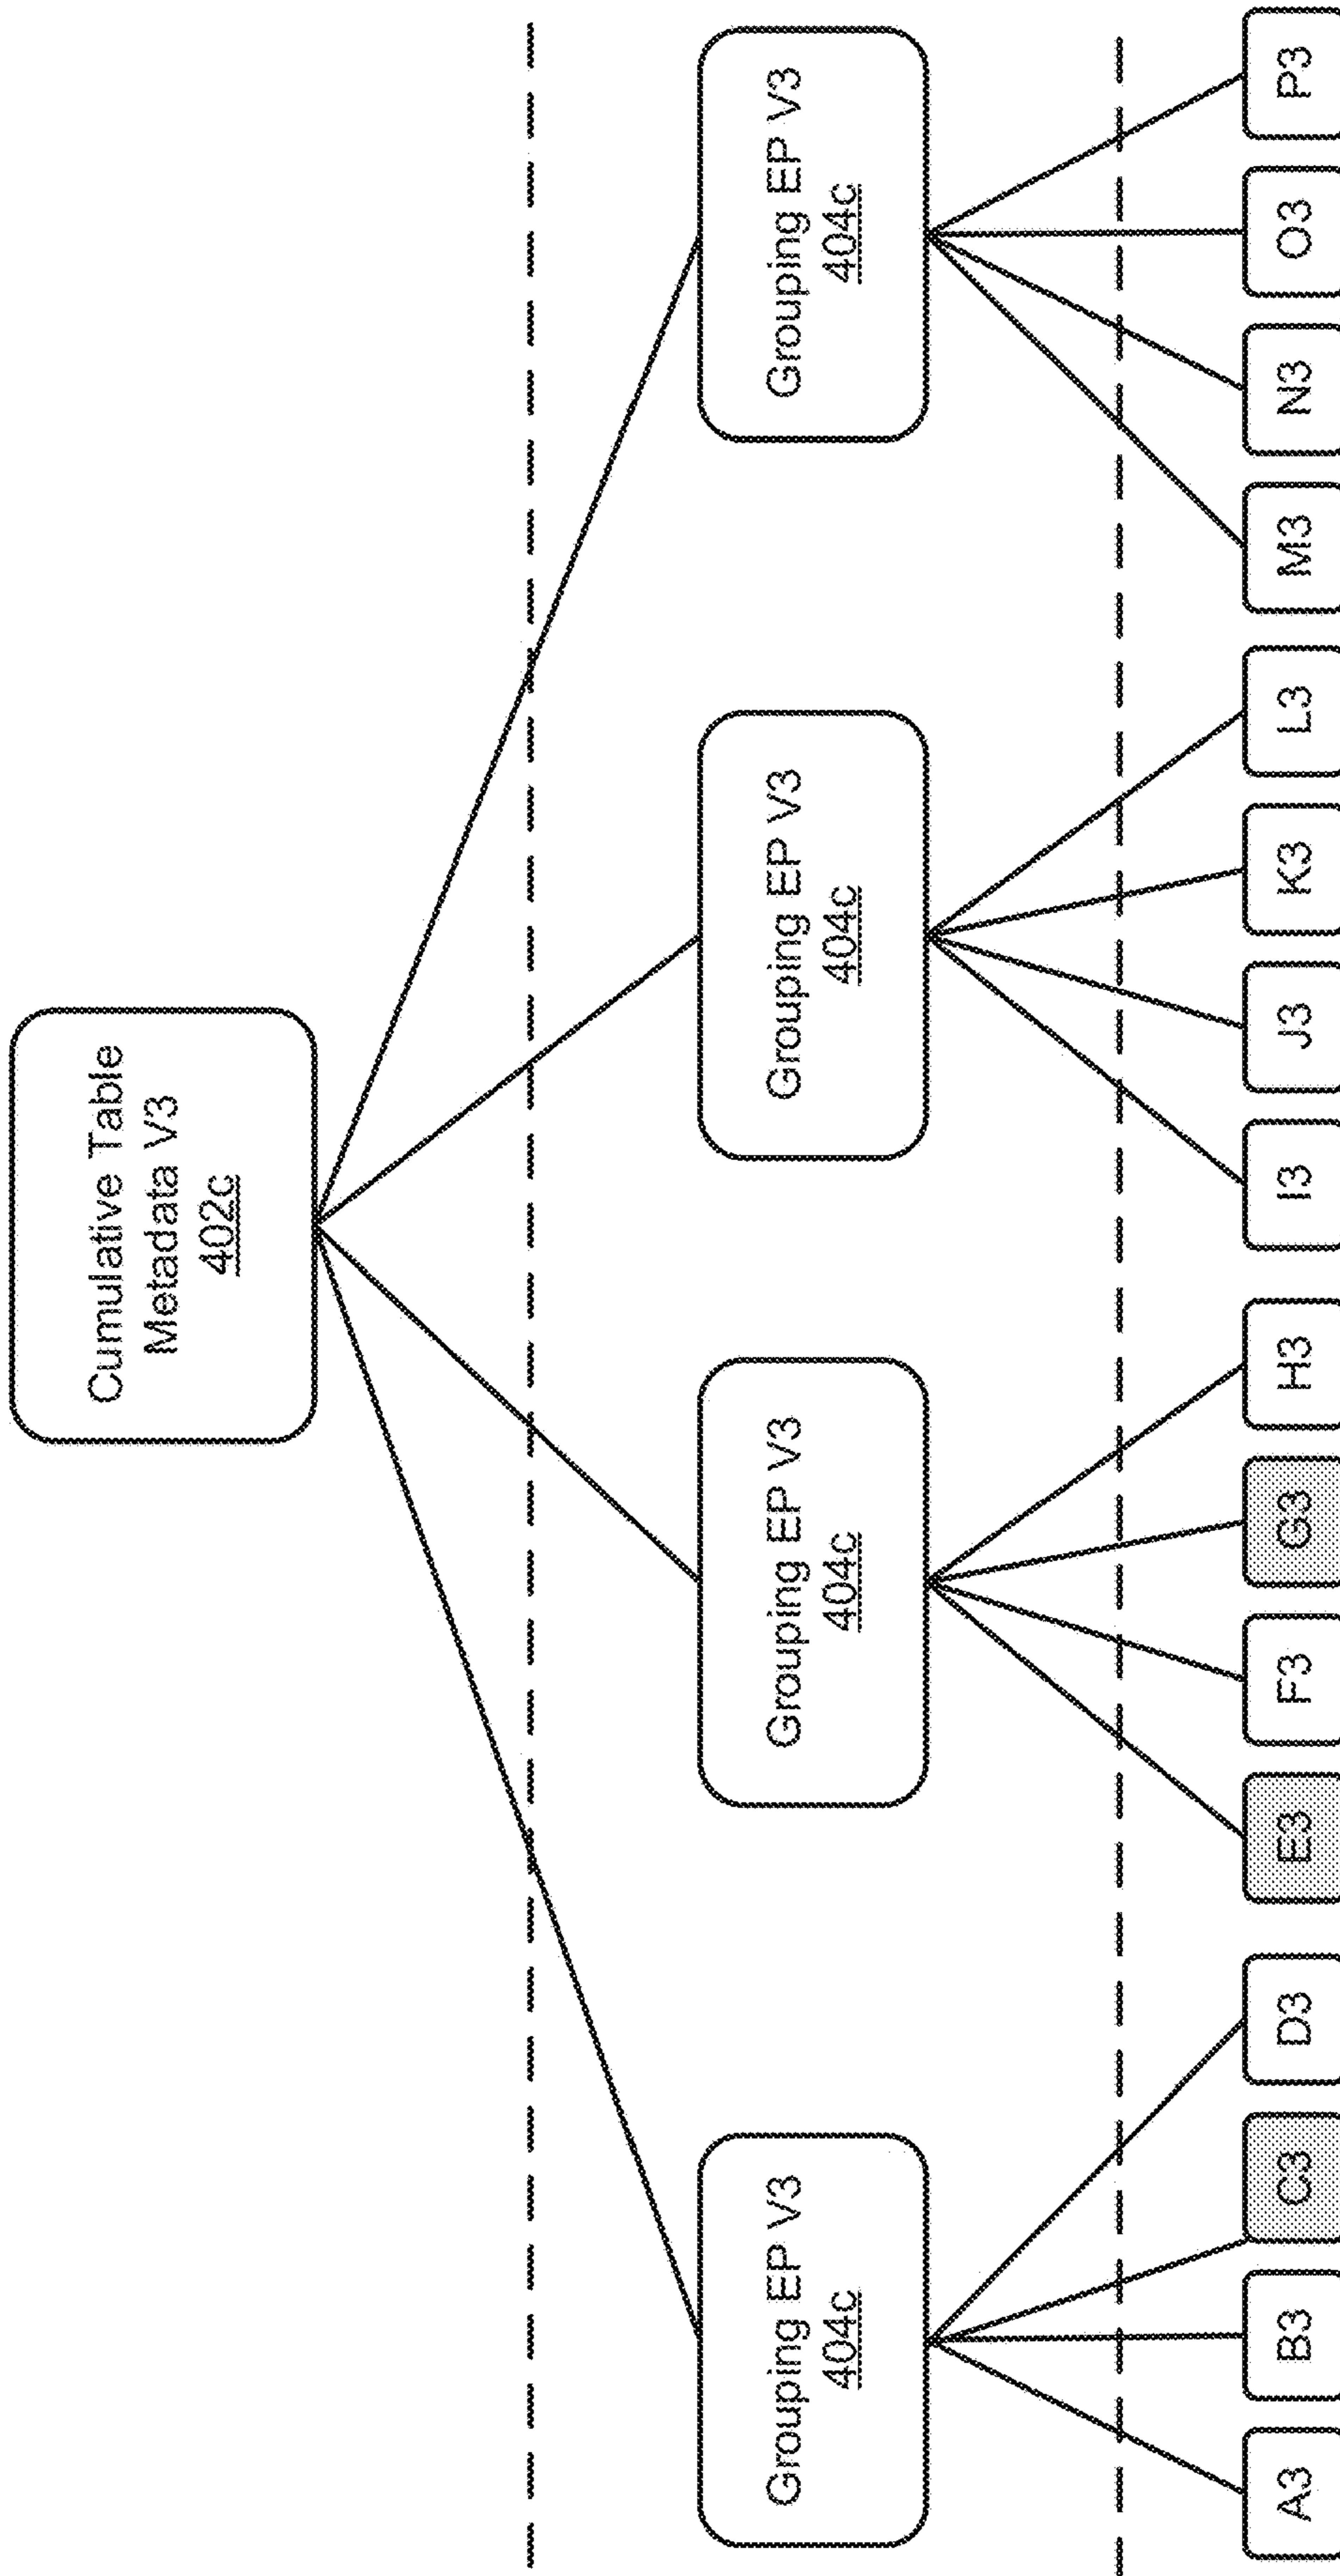 Cumulative Table
Metadata V3
402c
Grouping EP V3
404c
Grouping EP V3
404c
Grouping EP V3
404c
Grouping EP V3
404c
A3
B3
C3
D3
E3
F3
G3
H3
I3
J3
K3
L3
M3
N3
O3
P3